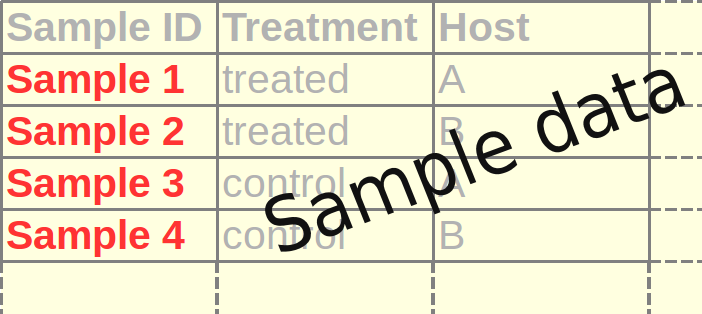 Sample ID Treatment Host
Sample 1 treated A
Sample 2 treated B
Sample 3 control A
Sample 4 control B
Sample data